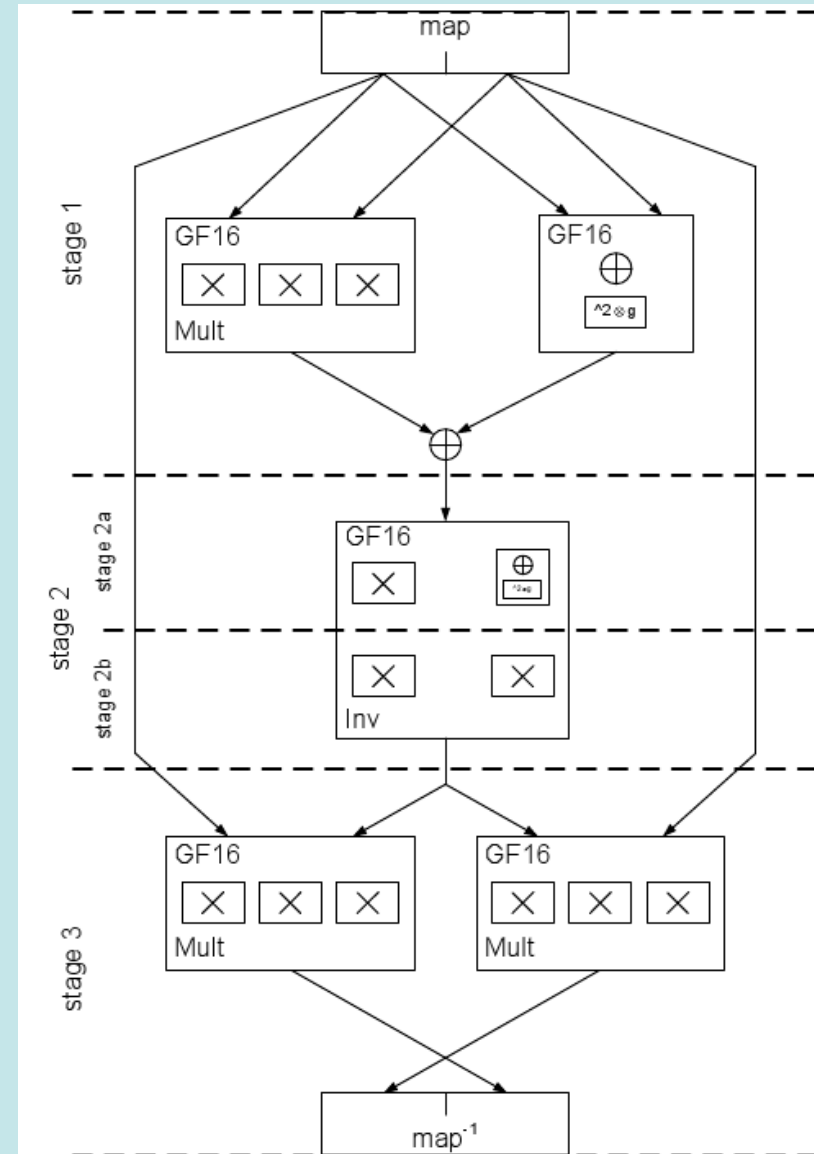 map
stage 1
GF16
Mult
GF16
^2⊗g
stage 2
stage 2a
GF16
stage 2b
Inv
stage 3
GF16
Mult
GF16
Mult
map⁻¹